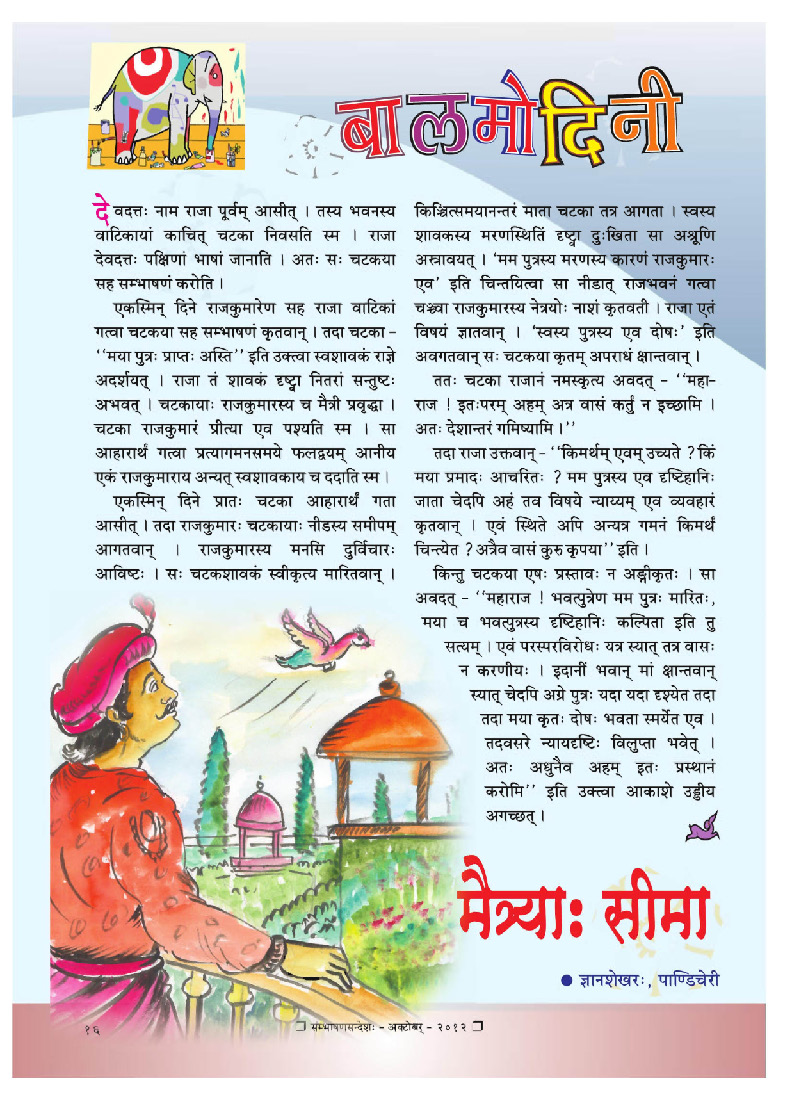 बालमोदिनी
देवदत्तः नाम राजा पूर्वम् आसीत् । तस्य भवनस्य
वाटिकायां काचित् चटका निवसति स्म । राजा
देवदत्तः पक्षिणां भाषां जानाति । अतः सः चटकया
सह सम्भाषणं करोति ।
एकस्मिन् दिने राजकुमारेण सह राजा वाटिकां
गत्वा चटकया सह सम्भाषणं कृतवान् । तदा चटका –
‘‘मया पुत्रः प्राप्तः अस्ति’’ इति उक्त्वा स्वशावकं राज्ञे
अदर्शयत् । राजा तं शावकं दृष्ट्वा नितरां सन्तुष्टः
अभवत् । चटकायाः राजकुमारस्य च मैत्री प्रवृद्धा ।
चटका राजकुमारं प्रीत्या एव पश्यति स्म । सा
आहारार्थं गत्वा प्रत्यागमनसमये फलद्वयम् आनीय
एकं राजकुमाराय अन्यत् स्वशावकाय च ददाति स्म ।
एकस्मिन् दिने प्रातः चटका आहारार्थं गता
आसीत् । तदा राजकुमारः चटकायाः नीडस्य समीपम्
आगतवान् । राजकुमारस्य मनसि दुर्विचारः
आविष्टः । सः चटकशावकं स्वीकृत्य मारितवान् ।
किञ्चित्समयानन्तरं माता चटका तत्र आगता । स्वस्य
शावकस्य मरणस्थितिं दृष्ट्वा दुःखिता सा अश्रूणि
अस्रावयत् । ‘मम पुत्रस्य मरणस्य कारणं राजकुमारः
एव’ इति चिन्तयित्वा सा नीडात् राजभवनं गत्वा
चञ्च्वा राजकुमारस्य नेत्रयोः नाशं कृतवती । राजा एतं
विषयं ज्ञातवान् । ‘स्वस्य पुत्रस्य एव दोषः’ इति
अवगतवान् सः चटकया कृतम् अपराधं क्षान्तवान् ।
ततः चटका राजानं नमस्कृत्य अवदत् – ‘‘महा-
राज ! इतःपरम् अहम् अत्र वासं कर्तुं न इच्छामि ।
अतः देशान्तरं गमिष्यामि ।’’
तदा राजा उक्तवान् – ‘‘किमर्थम् एवम् उच्यते ? किं
मया प्रमादः आचरितः ? मम पुत्रस्य एव दृष्टिहानिः
जाता चेदपि अहं तव विषये न्याय्यम् एव व्यवहारं
कृतवान् । एवं स्थिते अपि अन्यत्र गमनं किमर्थं
चिन्त्येत ? अत्रैव वासं कुरु कृपया’’ इति ।
किन्तु चटकया एषः प्रस्तावः न अङ्गीकृतः । सा
अवदत् – ‘‘महाराज ! भवत्पुत्रेण मम पुत्रः मारितः,
मया च भवत्पुत्रस्य दृष्टिहानिः कल्पिता इति तु
सत्यम् । एवं परस्परविरोधः यत्र स्यात् तत्र वासः
न करणीयः । इदानीं भवान् मां क्षान्तवान्
स्यात् चेदपि अग्रे पुत्रः यदा यदा दृश्येत तदा
तदा मया कृतः दोषः भवता स्मर्येत एव ।
तदवसरे न्यायदृष्टिः विलुप्ता भवेत् ।
अतः अधुनैव अहम् इतः प्रस्थानं
करोमि’’ इति उक्त्वा आकाशे उड्डीय
अगच्छत् ।
मैत्र्याः सीमा
● ज्ञानशेखरः, पाण्डिचेरी
१६
❐ सम्भाषणसन्देशः – अक्टोबर् – २०१२ ❐